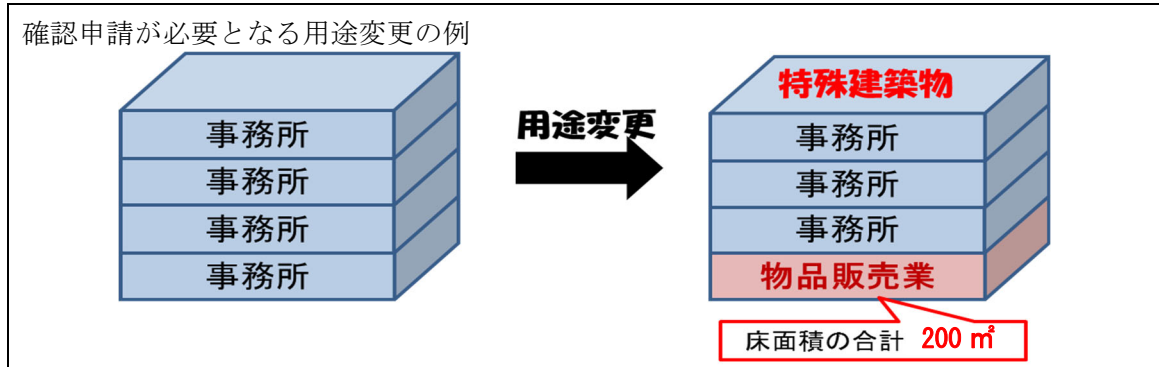 確認申請が必要となる用途変更の例
事務所
事務所
事務所
事務所
用途変更
特殊建築物
事務所
事務所
事務所
物品販売業
床面積の合計 200 ㎡